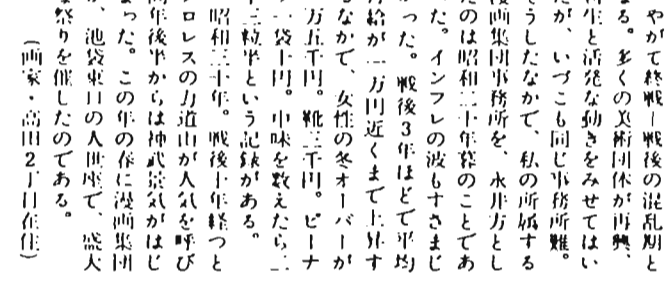 やがて終戦―戦後の混乱期と
なる。多くの美術団体が再興、
生と活発な動きをみせてはい
たが、いづこも同じ事務所難。
そうしたなかで、私の所属する
漫画集団事務所を、永井方とし
たのは昭和二十年暮のことであ
った。インフレの波もすさまじ
かった。戦後3年ほどで平均
月給が一万円近くまで上昇す
るなかで、女性の冬オーバーが
万五千円。靴三千円。ピーナ
一袋十円。中味を数えたら、二
十三粒半という記録がある。
昭和三十年。戦後十年経つと
プロレスの力道山が人気を呼び
年後半からは神武景気がはじ
まった。この年の春に漫画集団
が、池袋東口の人世座で、盛大
な祭りを催したのである。
(画家・高田2丁目在住)